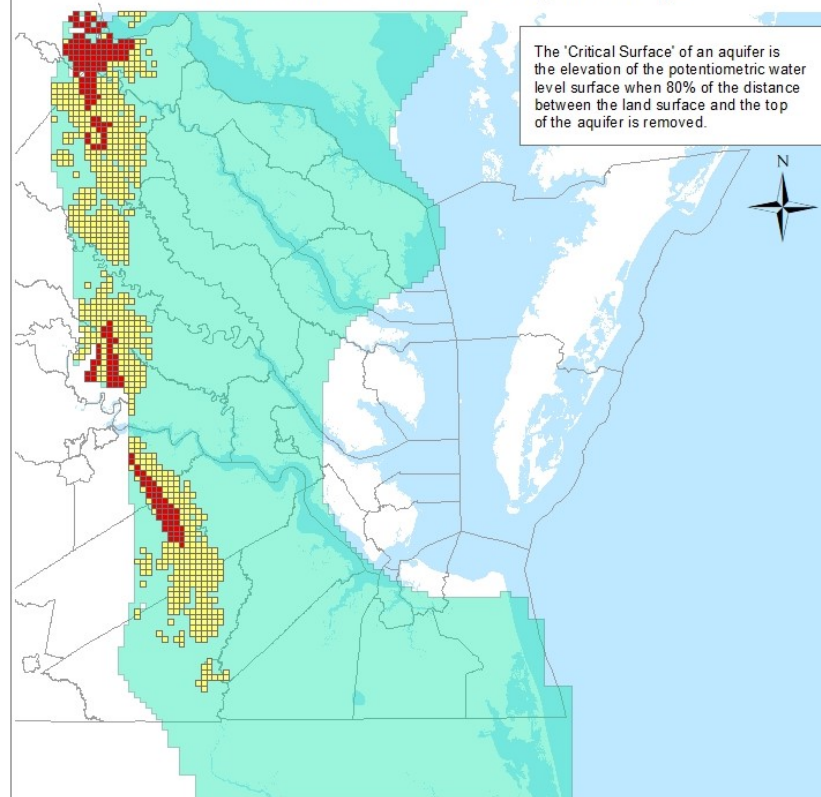 The 'Critical Surface' of an aquifer is
the elevation of the potentiometric water
level surface when 80% of the distance
between the land surface and the top
of the aquifer is removed.
N